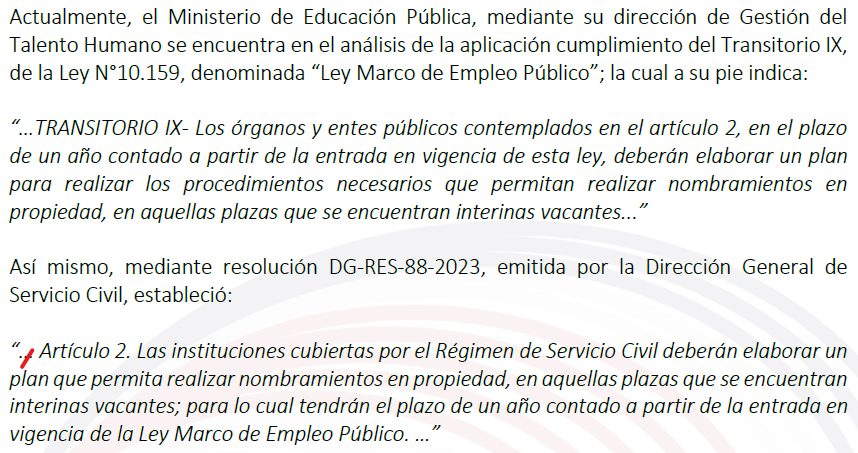 Actualmente, el Ministerio de Educación Pública, mediante su dirección de Gestión del
Talento Humano se encuentra en el análisis de la aplicación cumplimiento del Transitorio IX,
de la Ley N°10.159, denominada “Ley Marco de Empleo Público”; la cual a su pie indica:
“…TRANSITORIO IX- Los órganos y entes públicos contemplados en el artículo 2, en el plazo
de un año contado a partir de la entrada en vigencia de esta ley, deberán elaborar un plan
para realizar los procedimientos necesarios que permitan realizar nombramientos en
propiedad, en aquellas plazas que se encuentran interinas vacantes...”
Así mismo, mediante resolución DG-RES-88-2023, emitida por la Dirección General de
Servicio Civil, estableció:
“… Artículo 2. Las instituciones cubiertas por el Régimen de Servicio Civil deberán elaborar un
plan que permita realizar nombramientos en propiedad, en aquellas plazas que se encuentran
interinas vacantes; para lo cual tendrán el plazo de un año contado a partir de la entrada en
vigencia de la Ley Marco de Empleo Público. …”